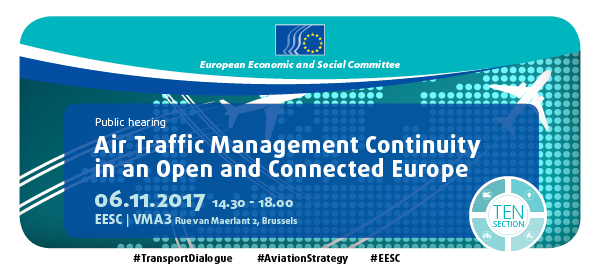 European Economic and Social Committee
Public hearing
Air Traffic Management Continuity
in an Open and Connected Europe
06.11.2017 14.30 - 18.00
EESC | VMA3 Rue van Maerlant 2, Brussels
TEN
SECTION
#TransportDialogue #AviationStrategy #EESC